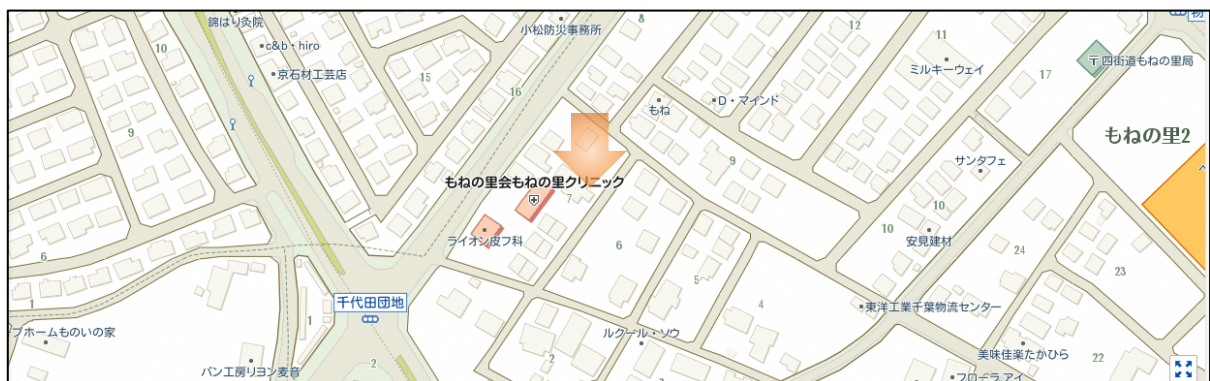 錦はり灸院
小松防災事務所
8
物
c&b・hiro
10
12
11
京石材工芸店
15
16
ミルキーウェイ
17
〒四街道もねの里局
もね
D・マインド
9
もねの里2
9
サンタフェ
もねの里会もねの里クリニック
7
10
ライオン皮フ科
6
5
10
安見建材
24
6
23
1
千代田団地
1
4
東洋工業千葉物流センター
プホームものいの家
ルクール・ソウ
2
3
美味佳楽たかひら
22
パン工房リヨン麦音
2
フローラ.アイ